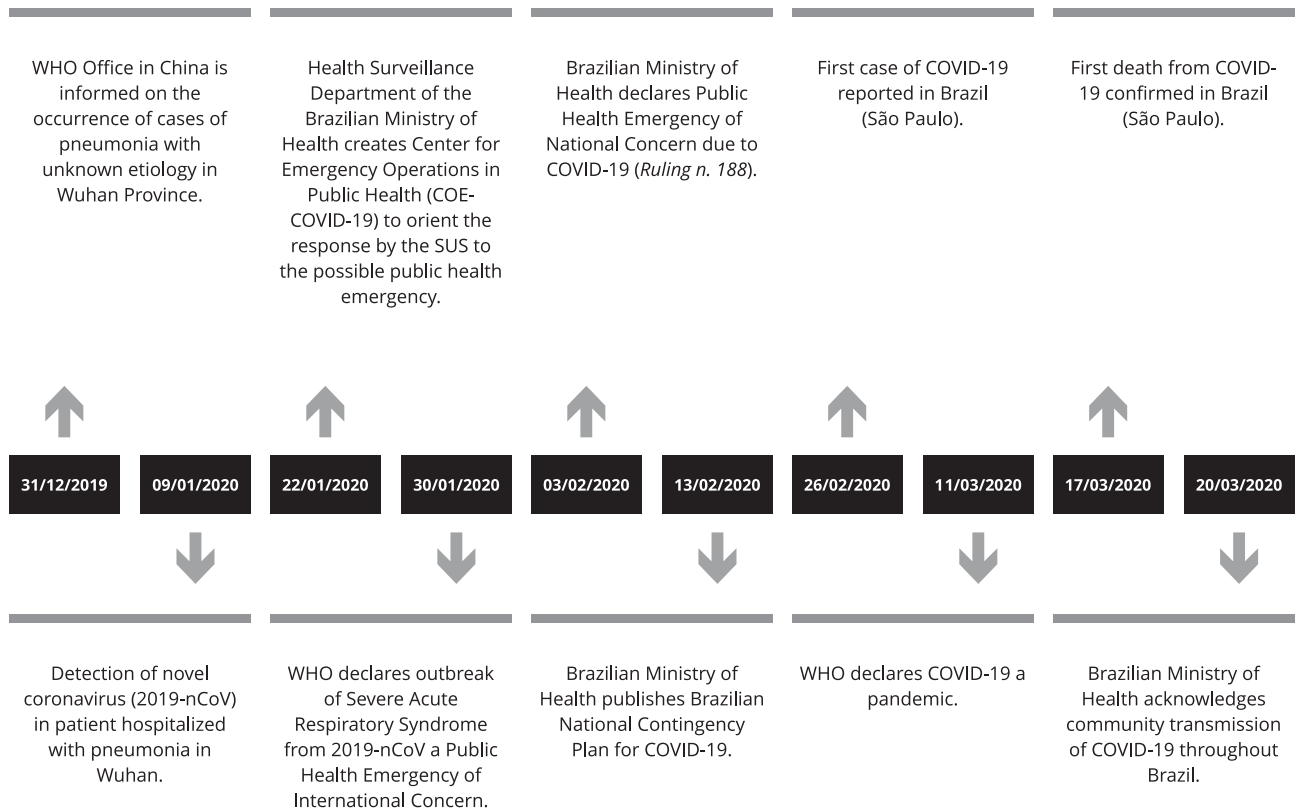 WHO Office in China is
informed on the
occurrence of cases of
pneumonia with
unknown etiology in
Wuhan Province.
Health Surveillance
Department of the
Brazilian Ministry of
Health creates Center for
Emergency Operations in
Public Health (COE-
COVID-19) to orient the
response by the SUS to
the possible public health
emergency.
Brazilian Ministry of
Health declares Public
Health Emergency of
National Concern due to
COVID-19 (Ruling n. 188).
First case of COVID-19
reported in Brazil
(São Paulo).
First death from COVID-
19 confirmed in Brazil
(São Paulo).
31/12/2019
09/01/2020
22/01/2020
30/01/2020
03/02/2020
13/02/2020
26/02/2020
11/03/2020
17/03/2020
20/03/2020
Detection of novel
coronavirus (2019-nCoV)
in patient hospitalized
with pneumonia in
Wuhan.
WHO declares outbreak
of Severe Acute
Respiratory Syndrome
from 2019-nCoV a Public
Health Emergency of
International Concern.
Brazilian Ministry of
Health publishes Brazilian
National Contingency
Plan for COVID-19.
WHO declares COVID-19 a
pandemic.
Brazilian Ministry of
Health acknowledges
community transmission
of COVID-19 throughout
Brazil.